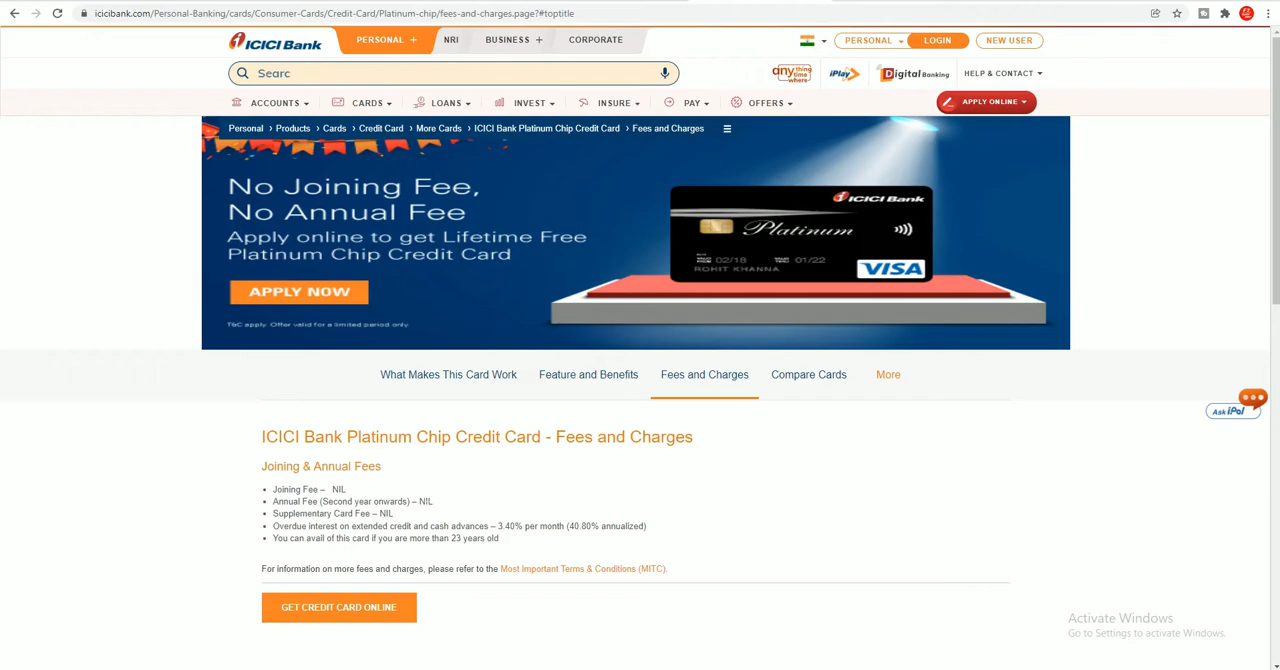 icicibank.com/Personal-Banking/cards/Consumer-Cards/Credit-Card/Platinum-chip/fees-and-charges.page?#toptitle
ICICI Bank
PERSONAL +
NRI
BUSINESS +
CORPORATE
PERSONAL
LOGIN
NEW USER
Searc
anything time where
iPlay
Digital Banking
HELP & CONTACT
ACCOUNTS
CARDS
LOANS
INVEST
INSURE
PAY
OFFERS
APPLY ONLINE
Personal > Products > Cards > Credit Card > More Cards > ICICI Bank Platinum Chip Credit Card > Fees and Charges
No Joining Fee,
No Annual Fee
Apply online to get Lifetime Free
Platinum Chip Credit Card
APPLY NOW
T&C apply. Offer valid for a limited period only.
ICICI Bank
Platinum
02/18 01/22
ROHIT KHANNA
VISA
What Makes This Card Work
Feature and Benefits
Fees and Charges
Compare Cards
More
Ask iPal
ICICI Bank Platinum Chip Credit Card - Fees and Charges
Joining & Annual Fees
• Joining Fee – NIL
• Annual Fee (Second year onwards) – NIL
• Supplementary Card Fee – NIL
• Overdue interest on extended credit and cash advances – 3.40% per month (40.80% annualized)
• You can avail of this card if you are more than 23 years old
For information on more fees and charges, please refer to the Most Important Terms & Conditions (MITC).
GET CREDIT CARD ONLINE
Activate Windows
Go to Settings to activate Windows.